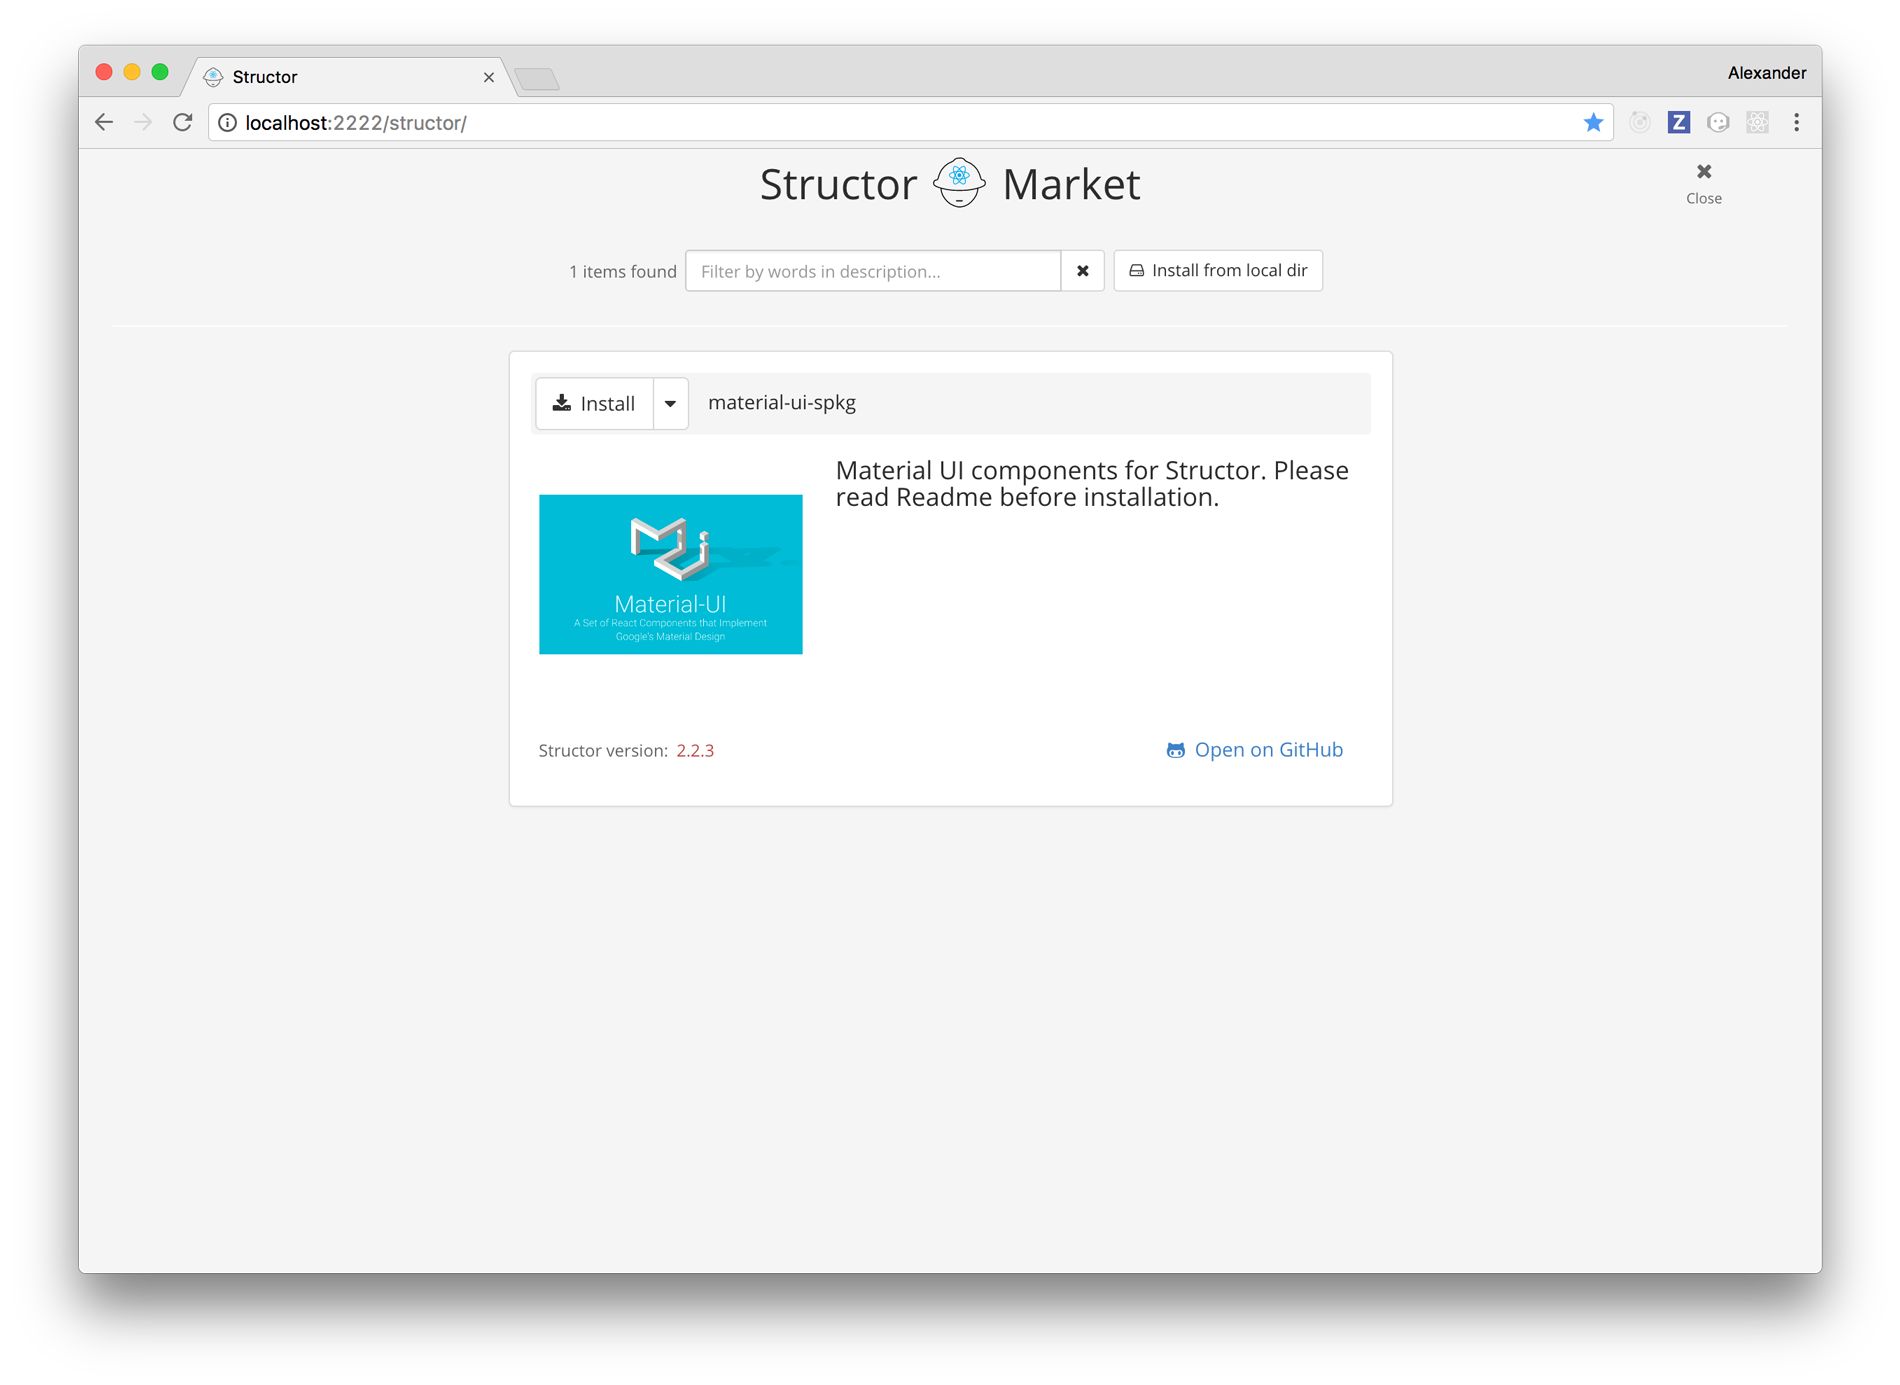 Structor
Alexander
localhost:2222/structor/
Structor Market
Close
1 items found
Filter by words in description...
Install from local dir
Install
material-ui-spkg
Material UI components for Structor. Please
read Readme before installation.
Material-UI
A Set of React Components that Implement
Google's Material Design
Structor version: 2.2.3
Open on GitHub